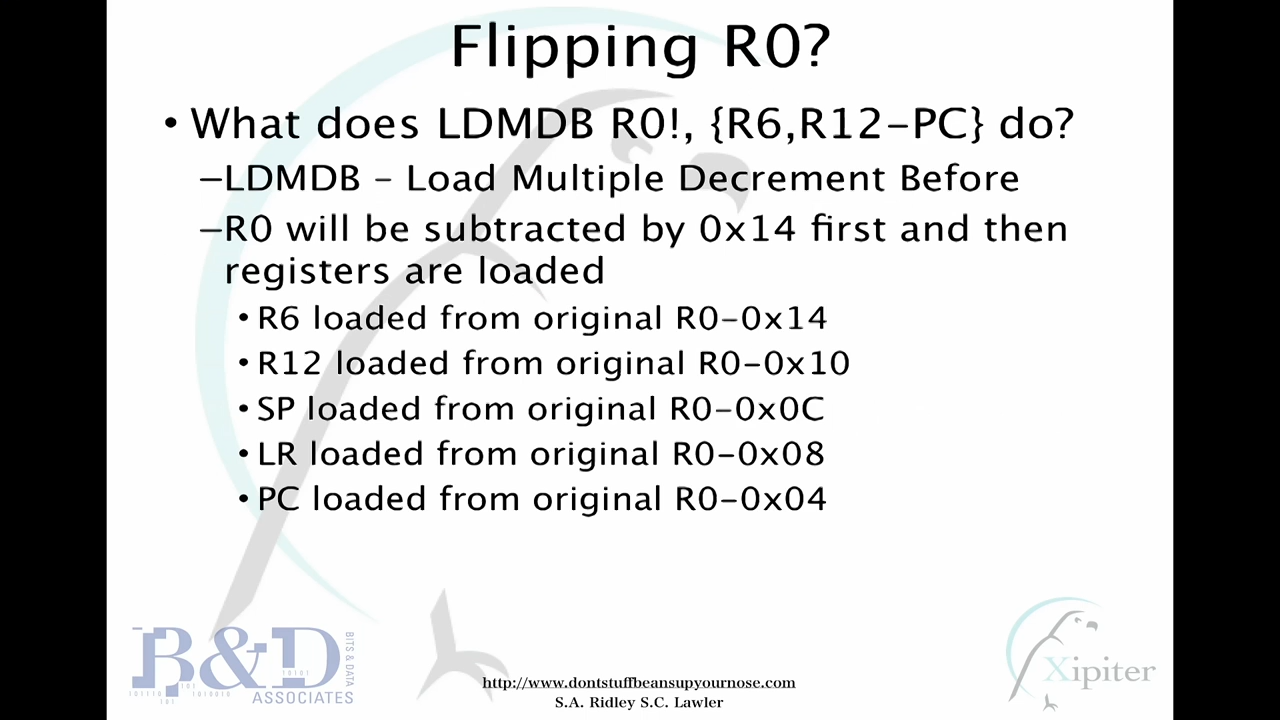 Flipping R0?
• What does LDMDB R0!, {R6,R12-PC} do?
–LDMDB – Load Multiple Decrement Before
–R0 will be subtracted by 0x14 first and then
registers are loaded
• R6 loaded from original R0-0x14
• R12 loaded from original R0-0x10
• SP loaded from original R0-0x0C
• LR loaded from original R0-0x08
• PC loaded from original R0-0x04
B&D
BITS & DATA
ASSOCIATES
http://www.dontstuffbeansupyournose.com
S.A. Ridley S.C. Lawler
Xipiter